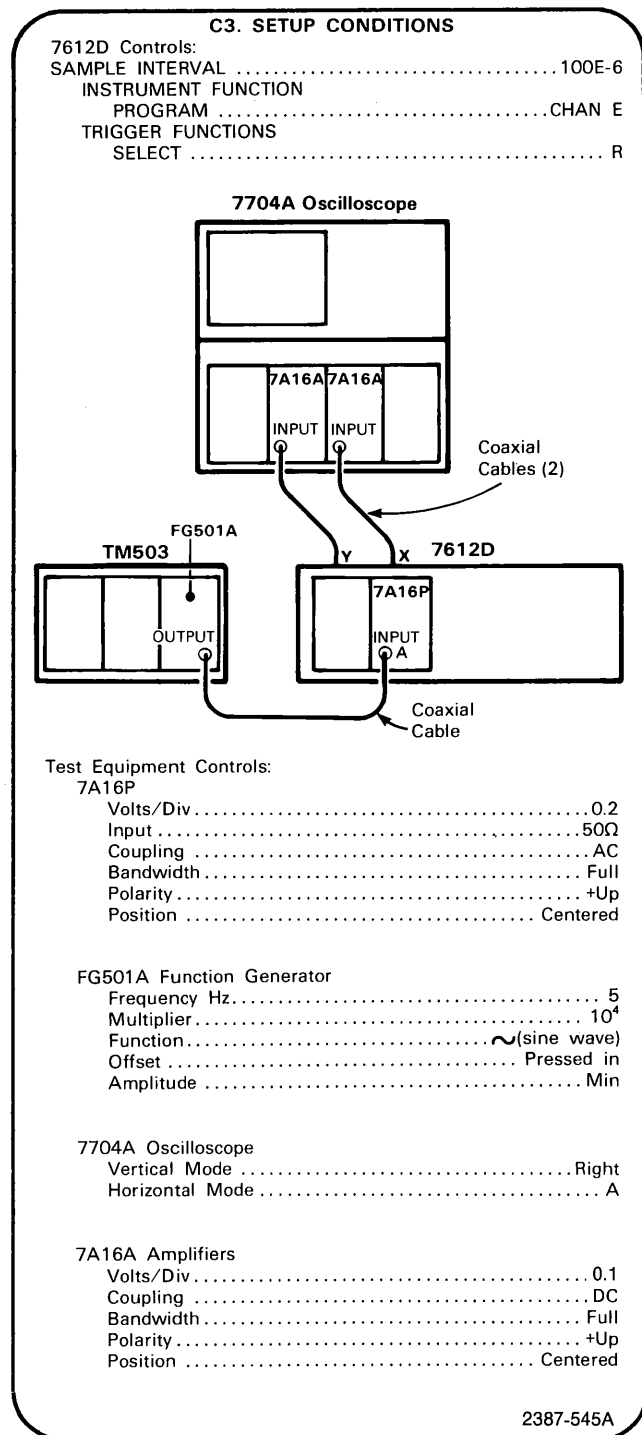 C3. SETUP CONDITIONS
7612D Controls:
SAMPLE INTERVAL ........................................100E-6
INSTRUMENT FUNCTION
PROGRAM ....................................CHAN E
TRIGGER FUNCTIONS
SELECT ............................................. R
7704A Oscilloscope
7A16A 7A16A
INPUT INPUT
Coaxial
Cables (2)
FG501A
TM503
Y X 7612D
7A16P
OUTPUT
INPUT
A
Coaxial
Cable
Test Equipment Controls:
7A16P
Volts/Div............................................0.2
Input ...............................................50Ω
Coupling ............................................ AC
Bandwidth........................................... Full
Polarity............................................+Up
Position ...................................... Centered
FG501A Function Generator
Frequency Hz........................................ 5
Multiplier.......................................... 10⁴
Function....................................∿(sine wave)
Offset ..................................... Pressed in
Amplitude .......................................... Min
7704A Oscilloscope
Vertical Mode ....................................Right
Horizontal Mode ..................................... A
7A16A Amplifiers
Volts/Div............................................0.1
Coupling ............................................DC
Bandwidth........................................... Full
Polarity............................................+Up
Position ...................................... Centered
2387-545A